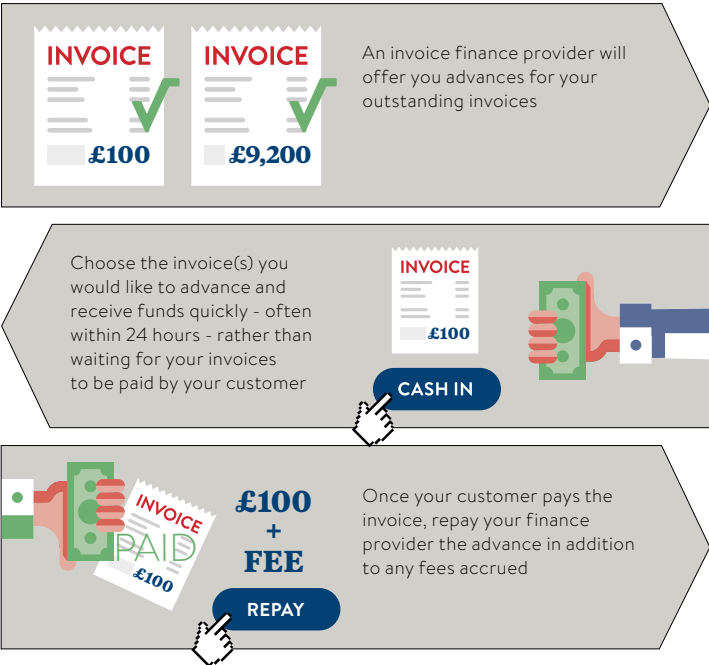 INVOICE
£100
INVOICE
£9,200
An invoice finance provider will
offer you advances for your
outstanding invoices
Choose the invoice(s) you
would like to advance and
receive funds quickly - often
within 24 hours - rather than
waiting for your invoices
to be paid by your customer
INVOICE
£100
CASH IN
INVOICE
PAID
£100
£100
+
FEE
REPAY
Once your customer pays the
invoice, repay your finance
provider the advance in addition
to any fees accrued